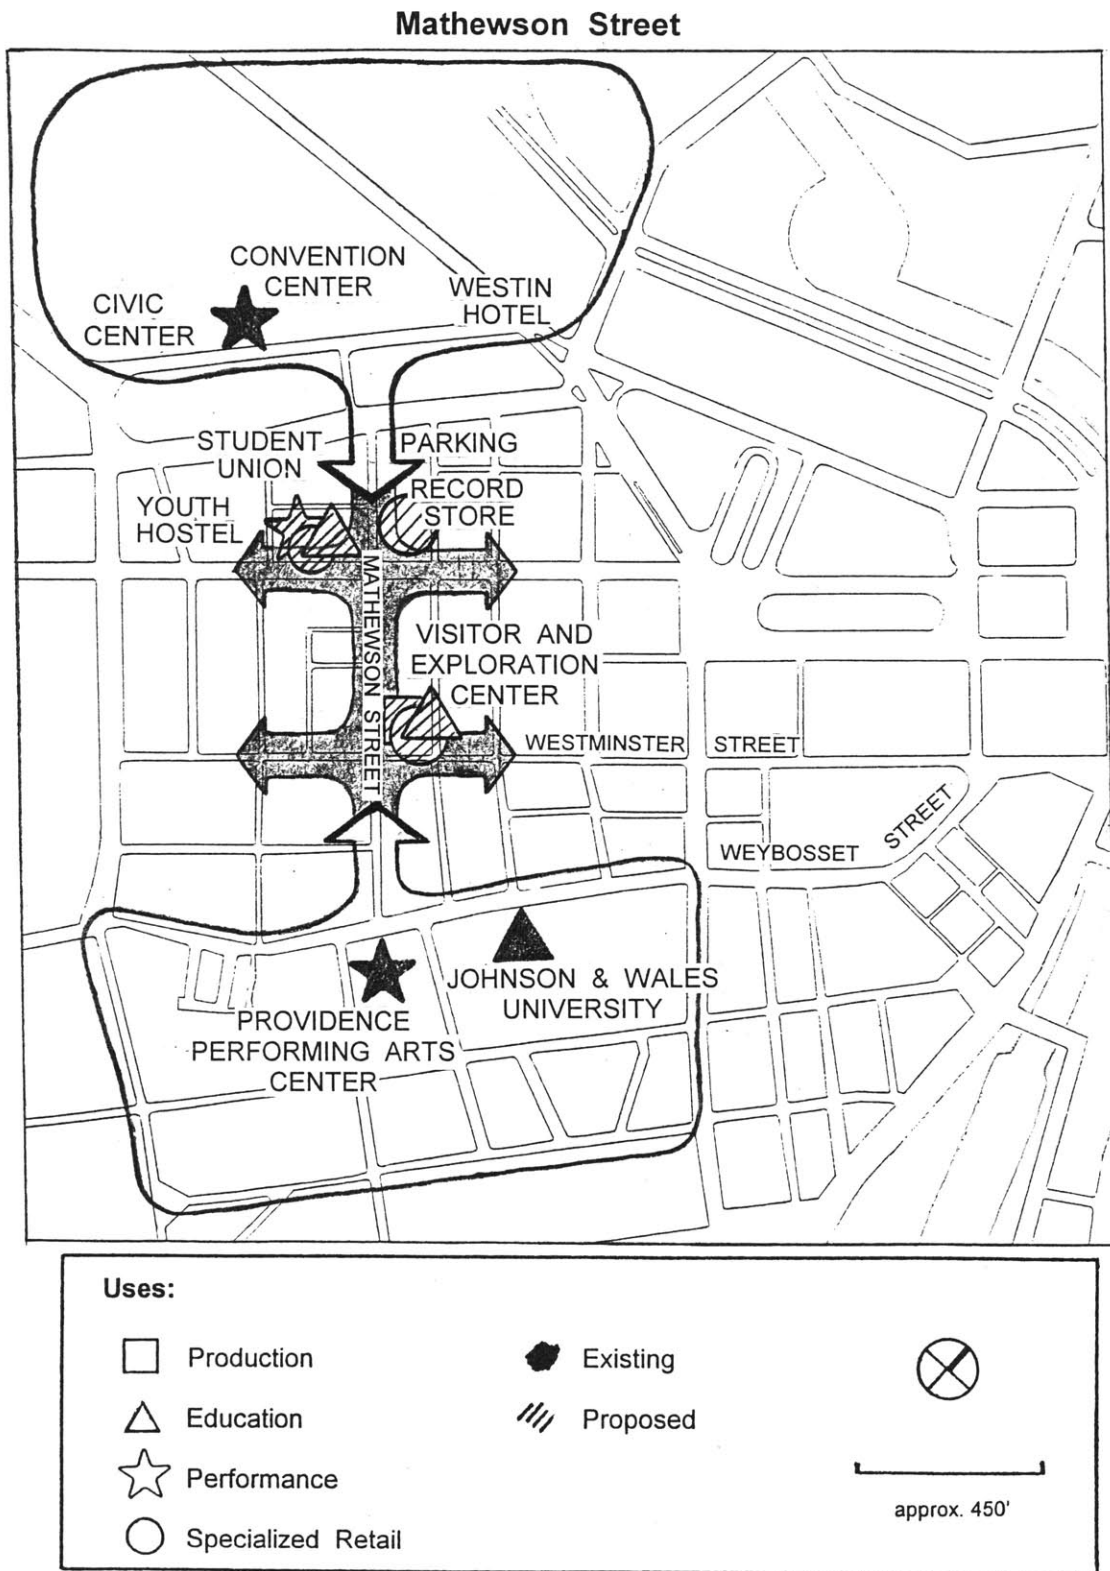 Mathewson Street
CONVENTION
CENTER
CIVIC
CENTER
WESTIN
HOTEL
STUDENT
UNION
PARKING
YOUTH
HOSTEL
RECORD
STORE
MATHEWSON STREET
VISITOR AND
EXPLORATION
CENTER
WESTMINSTER STREET
WEYBOSSET STREET
JOHNSON & WALES
UNIVERSITY
PROVIDENCE
PERFORMING ARTS
CENTER
Uses:
Production
Education
Performance
Specialized Retail
Existing
Proposed
approx. 450'